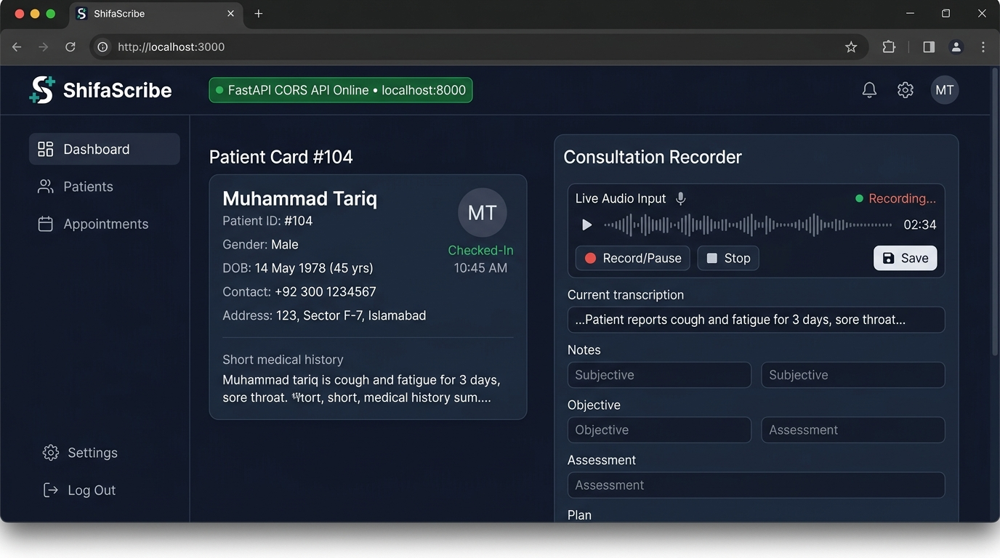 ShifaScribe
http://localhost:3000
ShifaScribe
FastAPI CORS API Online • localhost:8000
MT
Dashboard
Patients
Appointments
Settings
Log Out
Patient Card #104
Muhammad Tariq
Patient ID: #104
Gender: Male
DOB: 14 May 1978 (45 yrs)
Contact: +92 300 1234567
Address: 123, Sector F-7, Islamabad
MT
Checked-In
10:45 AM
Short medical history
Muhammad tariq is cough and fatigue for 3 days,
sore throat. short, medical history sum....
Consultation Recorder
Live Audio Input
Recording...
02:34
Record/Pause
Stop
Save
Current transcription
...Patient reports cough and fatigue for 3 days, sore throat...
Notes
Subjective
Subjective
Objective
Objective
Assessment
Assessment
Assessment
Plan